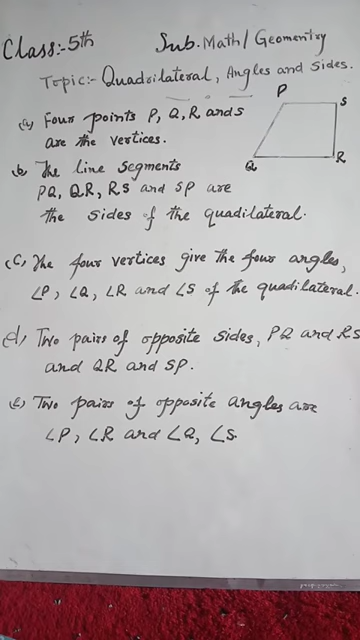 Class:-5th Sub. Math/Geomentry
Topic:- Quadrilateral, Angles and Sides.
P
S
Q
R
(a) Four points P, Q, R and S
are the vertices.
b, The line segments
PQ, QR, RS and SP are
the sides of the quadilateral.
(C, The four vertices give the four angles,
∠P, ∠Q, ∠R and ∠S of the quadilateral.
d, Two pairs of opposite sides, PQ and RS
and QR and SP.
(E) Two pairs of opposite angles are
∠P, ∠R and ∠Q, ∠S.